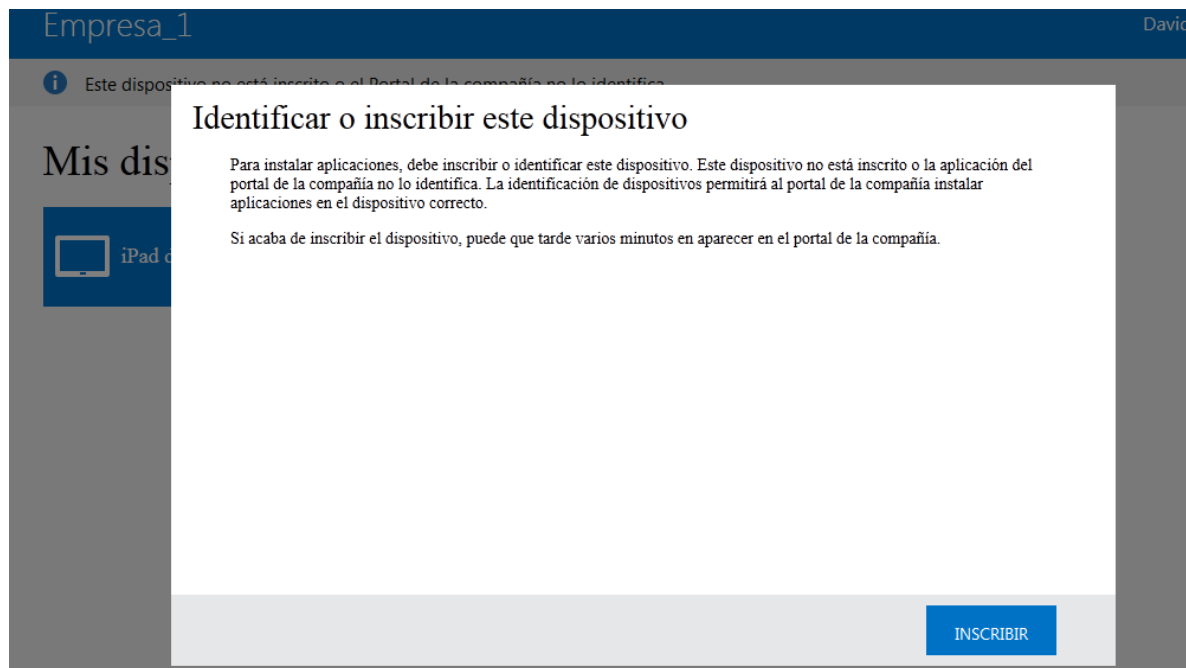 Empresa_1
David
Este dispositivo no está inscrito o el Portal de la compañía no lo identifica
Identificar o inscribir este dispositivo
Mis dis
Para instalar aplicaciones, debe inscribir o identificar este dispositivo. Este dispositivo no está inscrito o la aplicación del
portal de la compañía no lo identifica. La identificación de dispositivos permitirá al portal de la compañía instalar
aplicaciones en el dispositivo correcto.
iPad d
Si acaba de inscribir el dispositivo, puede que tarde varios minutos en aparecer en el portal de la compañía.
INSCRIBIR